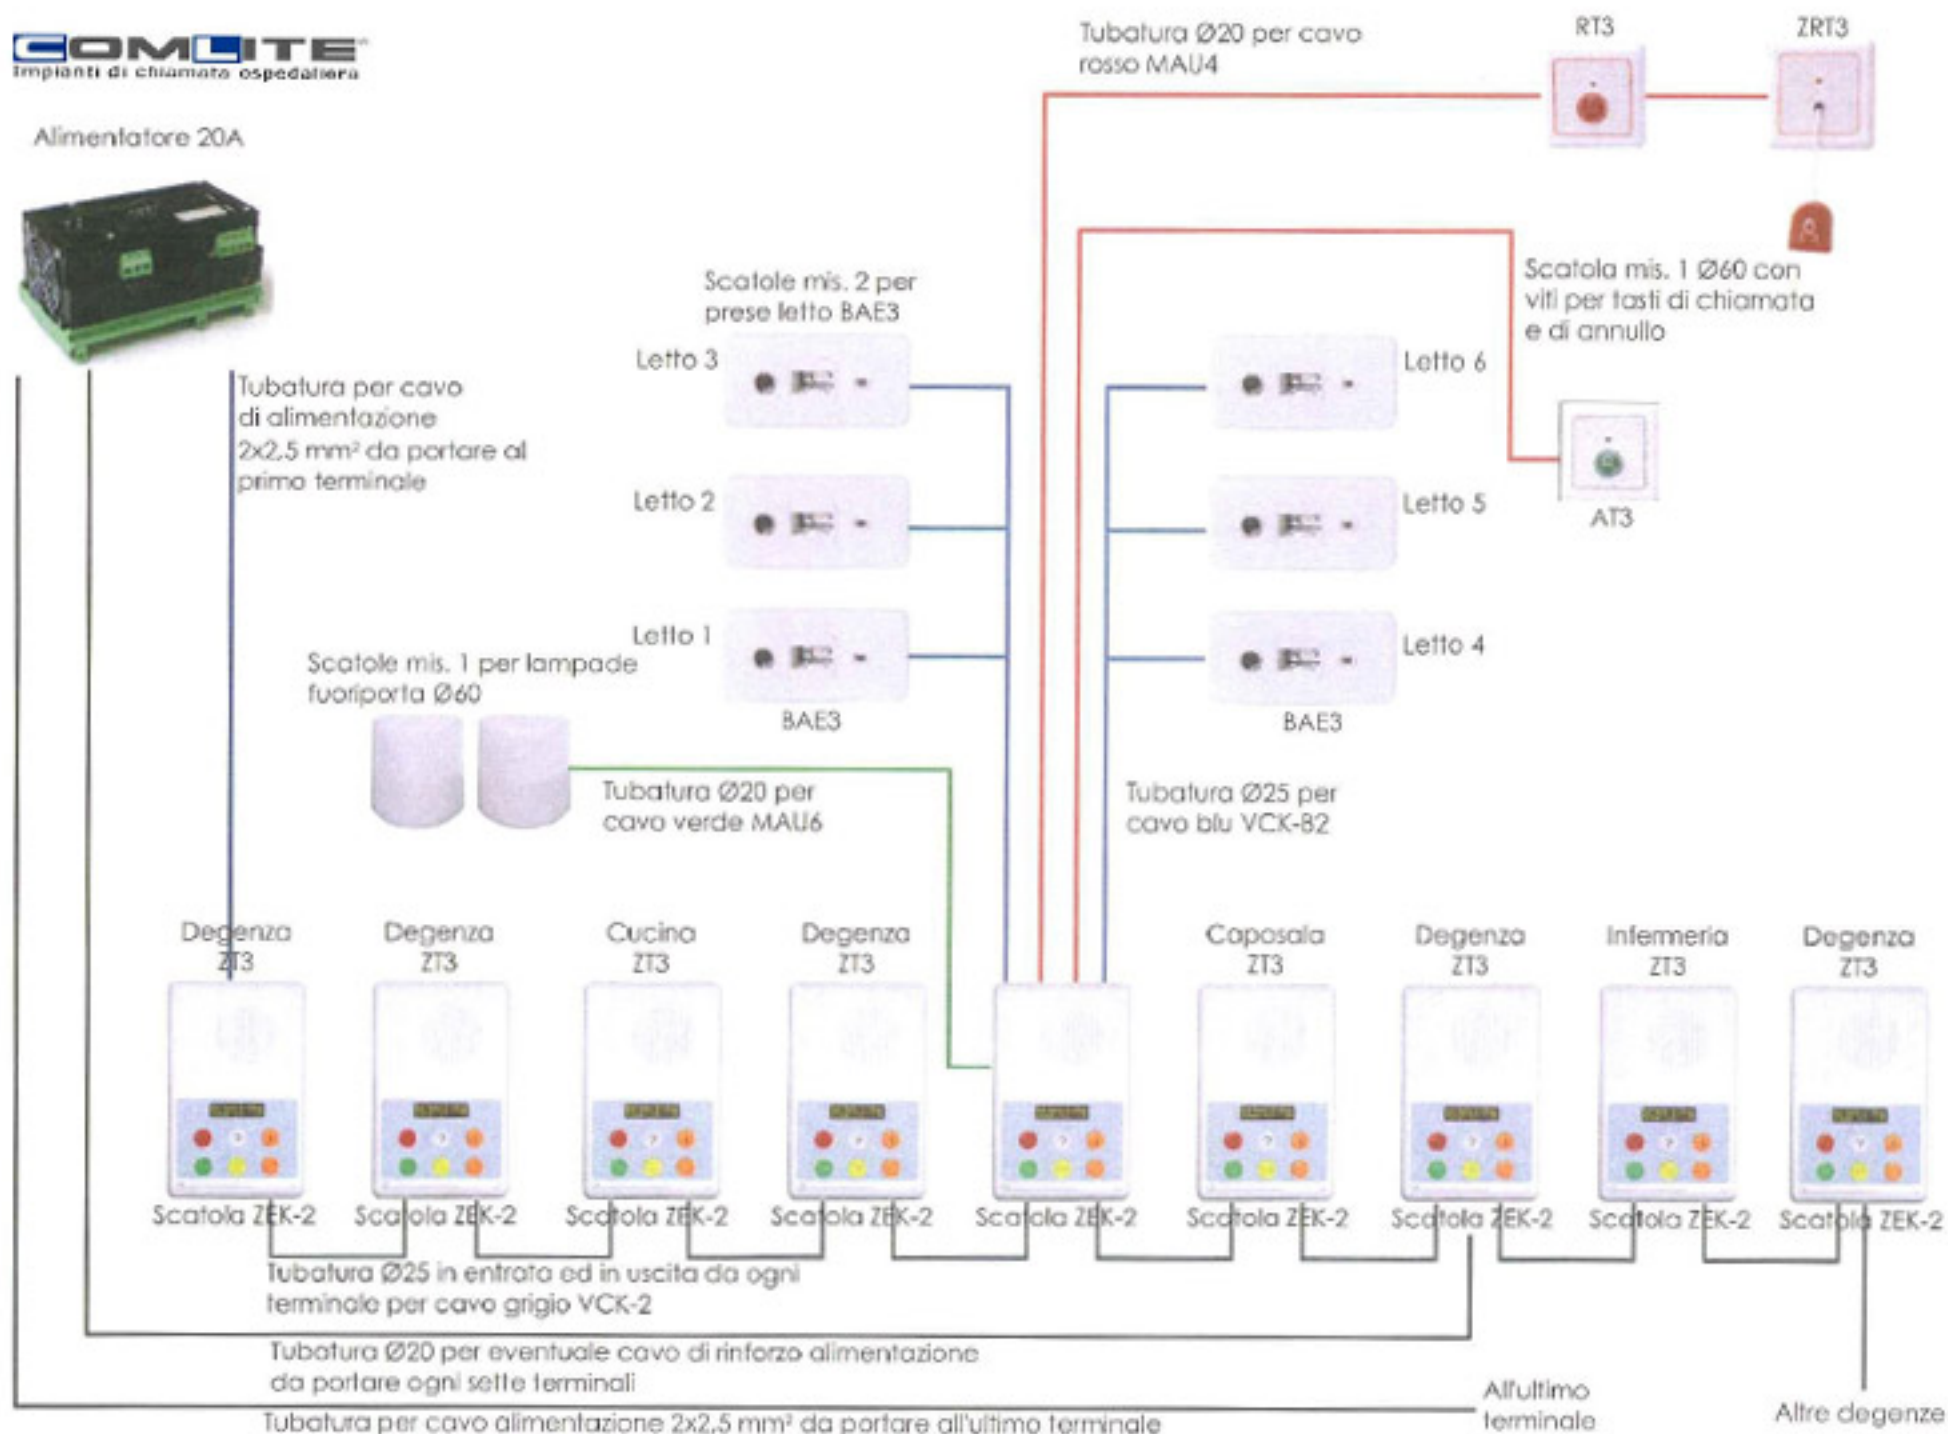 COMLITE
Impianti di chiamata ospedaliera
Alimentatore 20A
Tubatura Ø20 per cavo
rosso MAU4
RT3
ZRT3
Scatola mis. 1 Ø60 con
viti per tasti di chiamata
e di annullo
AT3
Scatole mis. 2 per
prese letto BAE3
Letto 3
Letto 2
Letto 1
BAE3
Letto 6
Letto 5
Letto 4
BAE3
Tubatura per cavo
di alimentazione
2x2,5 mm² da portare al
primo terminale
Scatole mis. 1 per lampade
fuoriporta Ø60
Tubatura Ø20 per
cavo verde MAU6
Tubatura Ø25 per
cavo blu VCK-B2
Degenza
ZT3
Degenza
ZT3
Cucina
ZT3
Degenza
ZT3
Caposala
ZT3
Degenza
ZT3
Infermeria
ZT3
Degenza
ZT3
Scatola ZEK-2
Scatola ZEK-2
Scatola ZEK-2
Scatola ZEK-2
Scatola ZEK-2
Scatola ZEK-2
Scatola ZEK-2
Scatola ZEK-2
Scatola ZEK-2
Tubatura Ø25 in entrata ed in uscita da ogni
terminale per cavo grigio VCK-2
Tubatura Ø20 per eventuale cavo di rinforzo alimentazione
da portare ogni sette terminali
Tubatura per cavo alimentazione 2x2,5 mm² da portare all'ultimo terminale
All'ultimo
terminale
Altre degenze